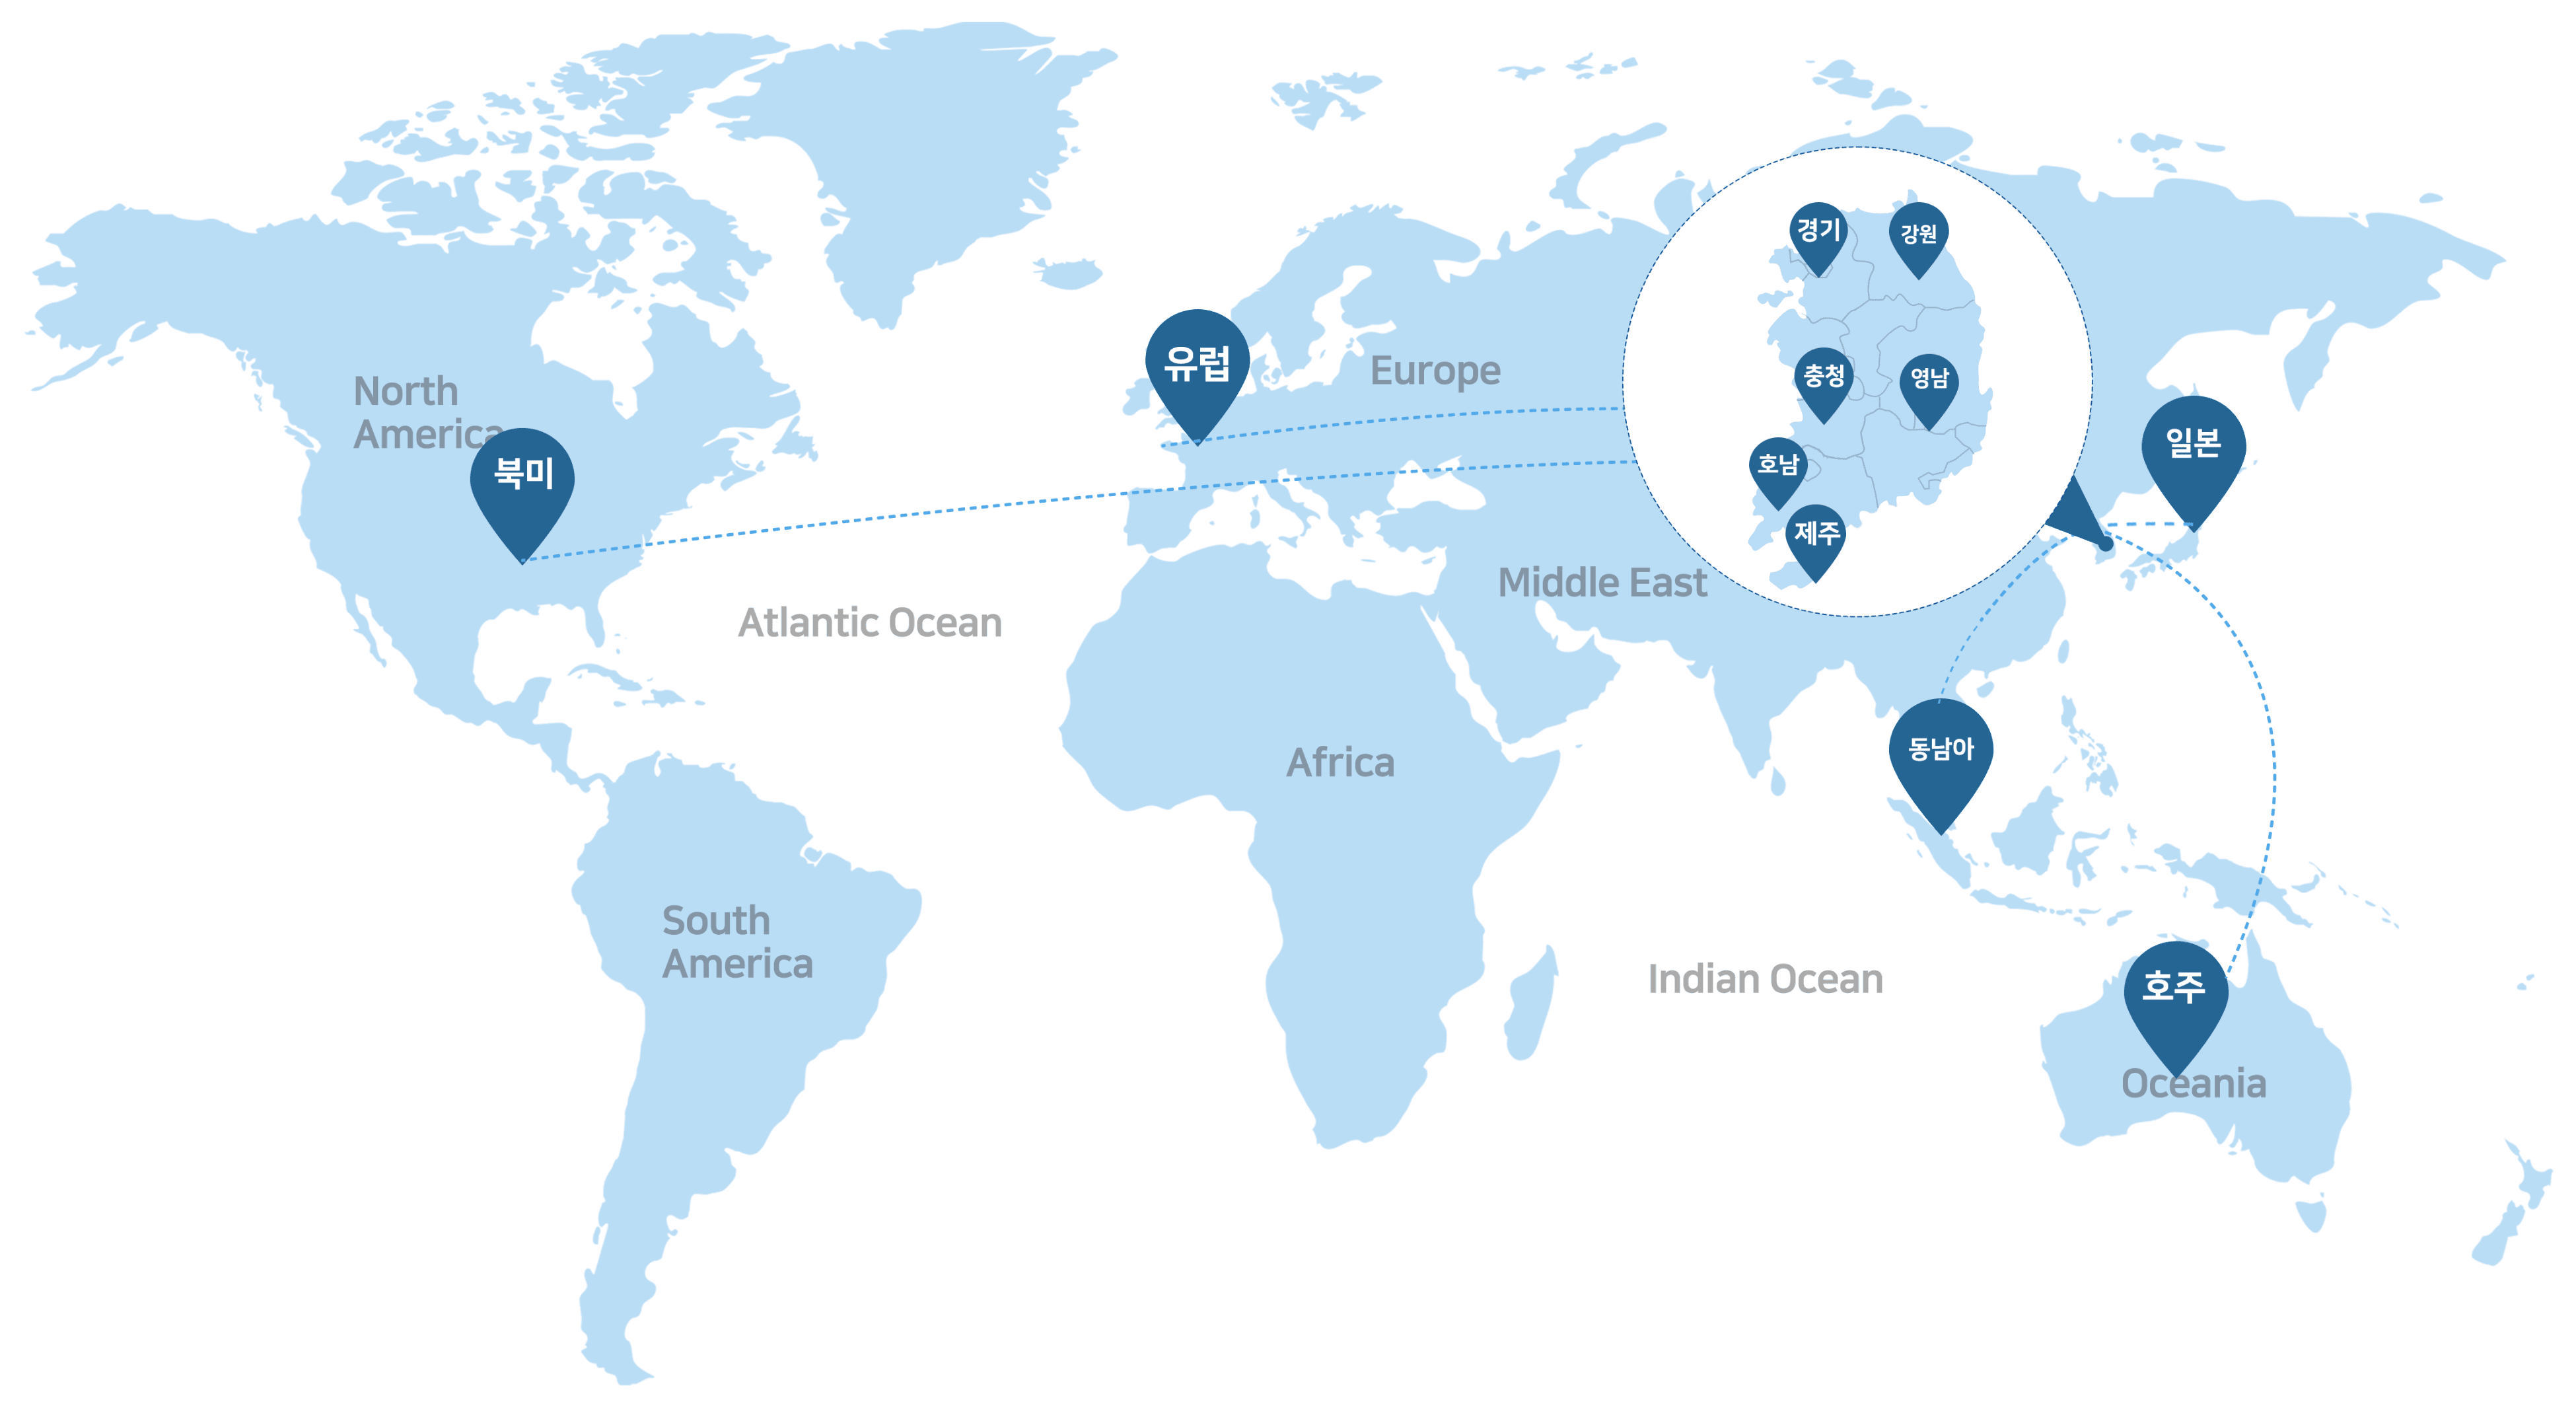 경기
강원
유럽
Europe
충청
영남
North
America
일본
북미
호남
제주
Middle East
Atlantic Ocean
동남아
Africa
South
America
Indian Ocean
호주
Oceania